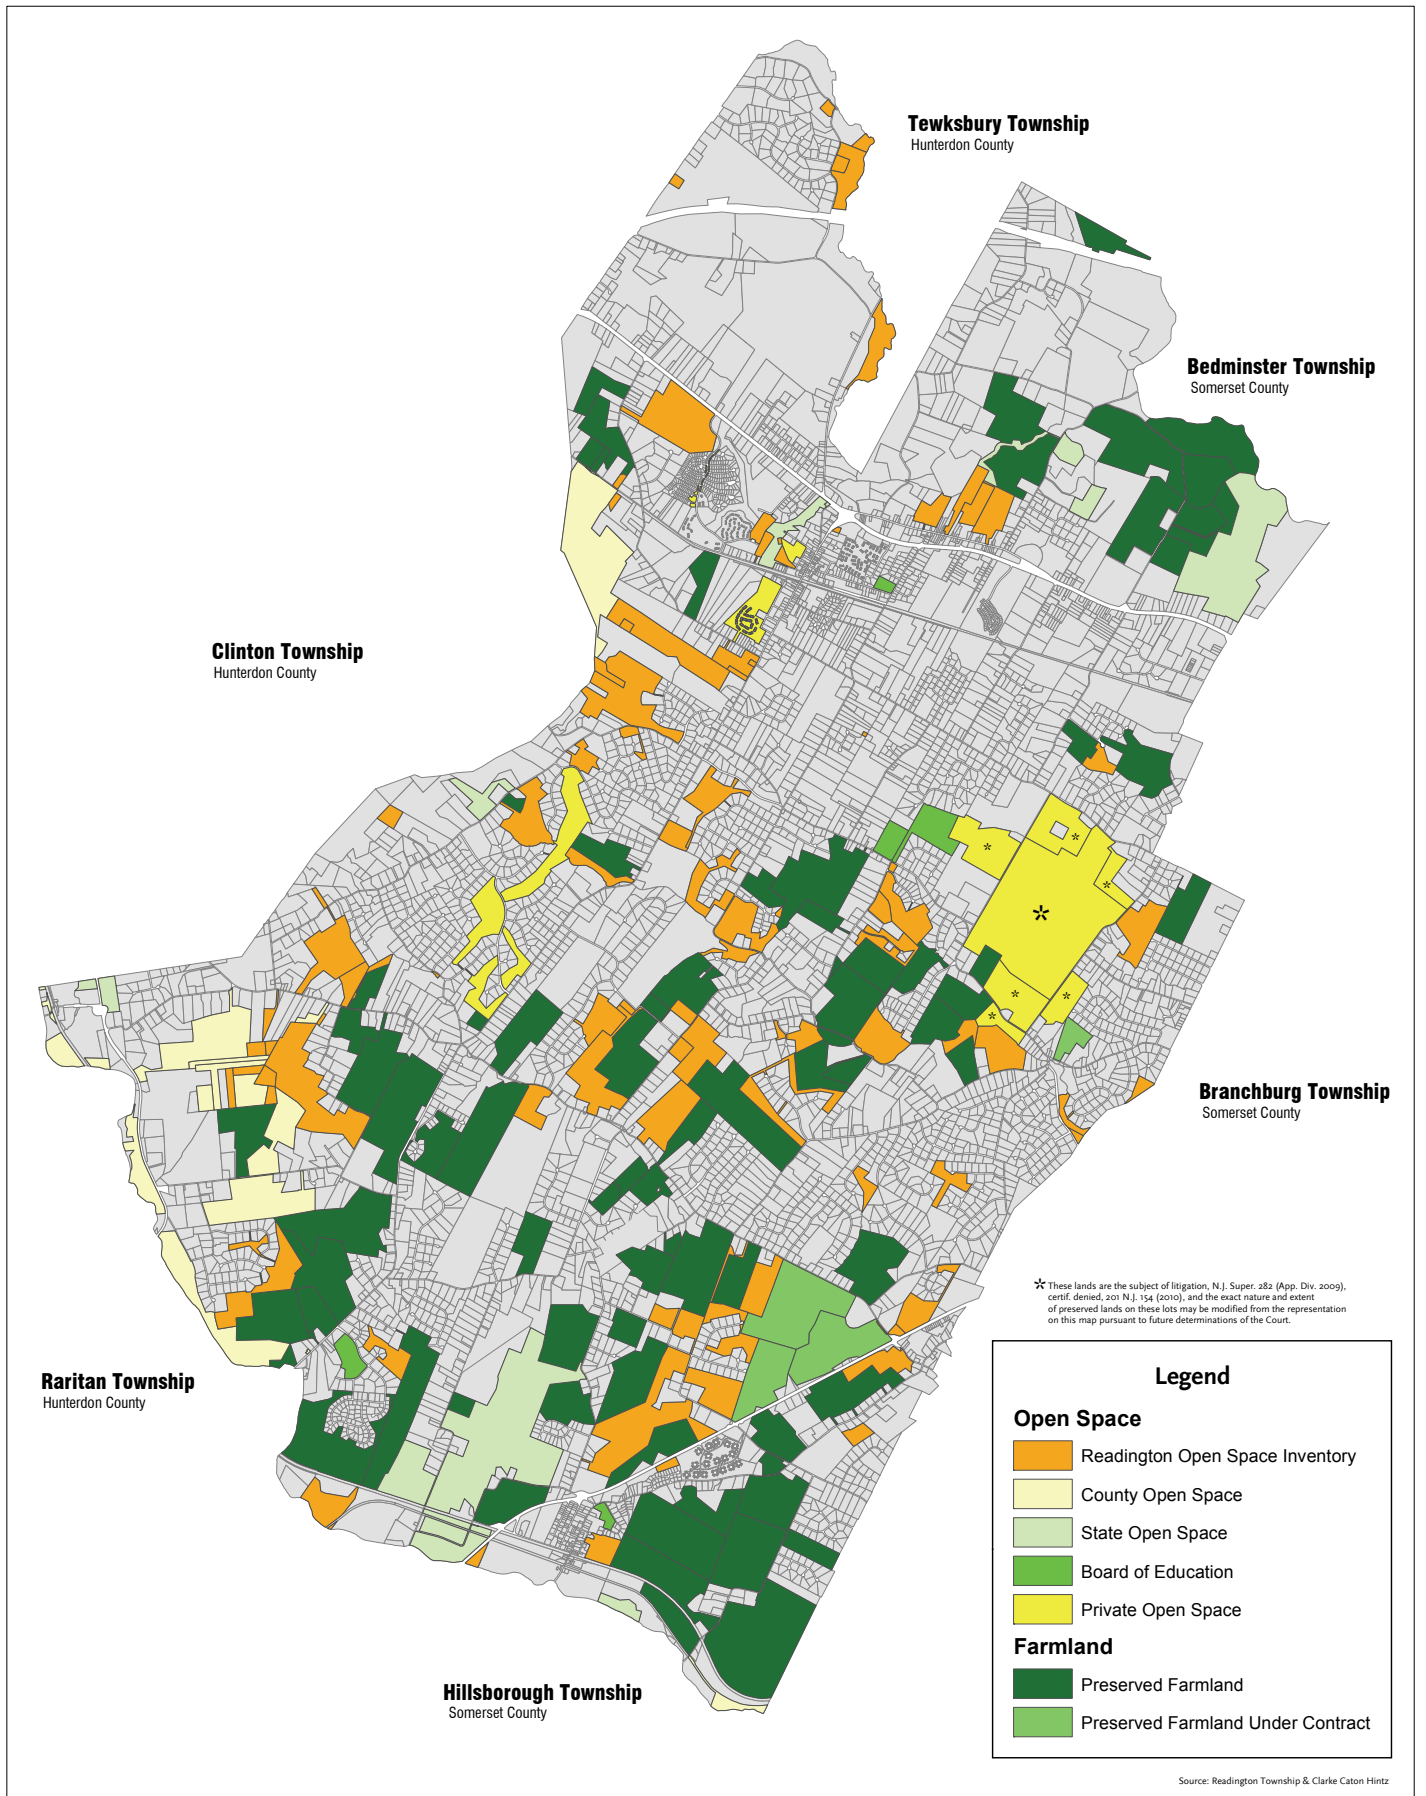 Tewksbury Township
Hunterdon County
Bedminster Township
Somerset County
Clinton Township
Hunterdon County
Branchburg Township
Somerset County
* These lands are the subject of litigation, N.J. Super. 282 (App. Div. 2009),
certif. denied, 201 N.J. 154 (2010), and the exact nature and extent
of preserved lands on these lots may be modified from the representation
on this map pursuant to future determinations of the Court.
Raritan Township
Hunterdon County
Hillsborough Township
Somerset County
Legend
Open Space
Readington Open Space Inventory
County Open Space
State Open Space
Board of Education
Private Open Space
Farmland
Preserved Farmland
Preserved Farmland Under Contract
Source: Readington Township & Clarke Caton Hintz